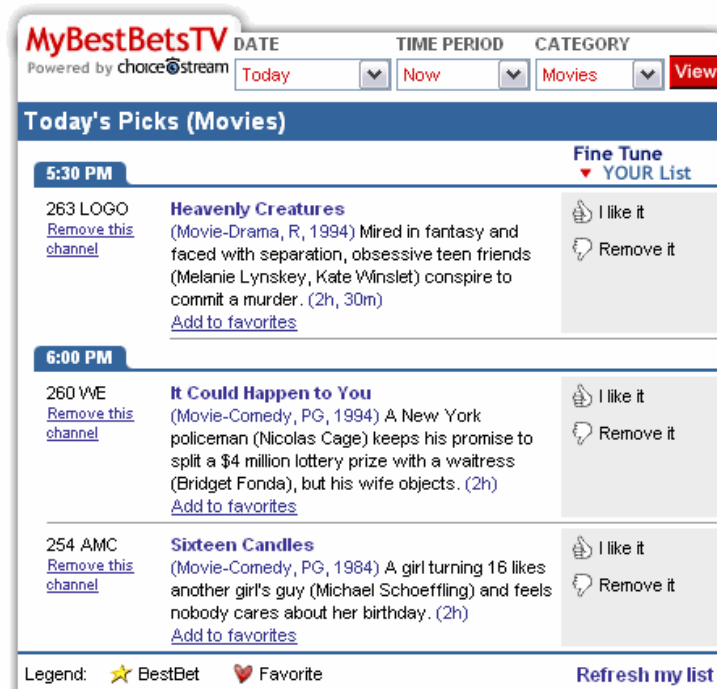 MyBestBetsTV
Powered by choicestream
DATE TIME PERIOD CATEGORY
Today Now Movies View
Today's Picks (Movies)
Fine Tune
YOUR List
5:30 PM
263 LOGO
Remove this
channel
Heavenly Creatures
(Movie-Drama, R, 1994) Mired in fantasy and
faced with separation, obsessive teen friends
(Melanie Lynskey, Kate Winslet) conspire to
commit a murder. (2h, 30m)
Add to favorites
I like it
Remove it
6:00 PM
260 WE
Remove this
channel
It Could Happen to You
(Movie-Comedy, PG, 1994) A New York
policeman (Nicolas Cage) keeps his promise to
split a $4 million lottery prize with a waitress
(Bridget Fonda), but his wife objects. (2h)
Add to favorites
I like it
Remove it
254 AMC
Remove this
channel
Sixteen Candles
(Movie-Comedy, PG, 1984) A girl turning 16 likes
another girl's guy (Michael Schoeffling) and feels
nobody cares about her birthday. (2h)
Add to favorites
I like it
Remove it
Legend: BestBet Favorite Refresh my list